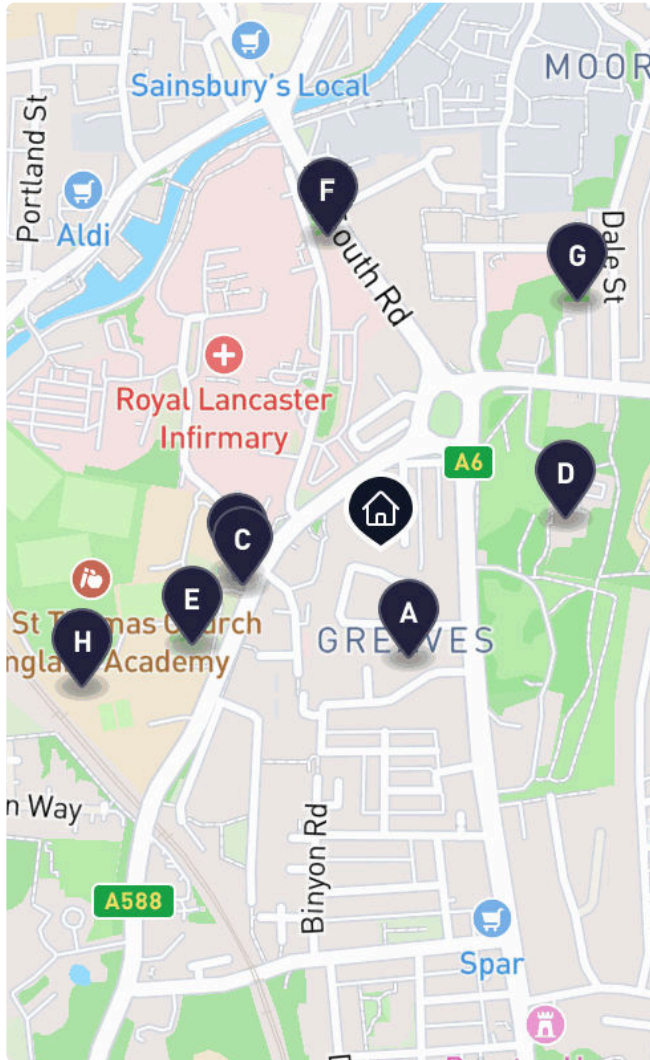 MOOR
Sainsbury's Local
Portland St
Aldi
F
South Rd
Dale St
G
Royal Lancaster
Infirmary
A6
D
C
E
A
H
St Thomas Church
England Academy
GREAVES
n Way
Binyon Rd
A588
Spar